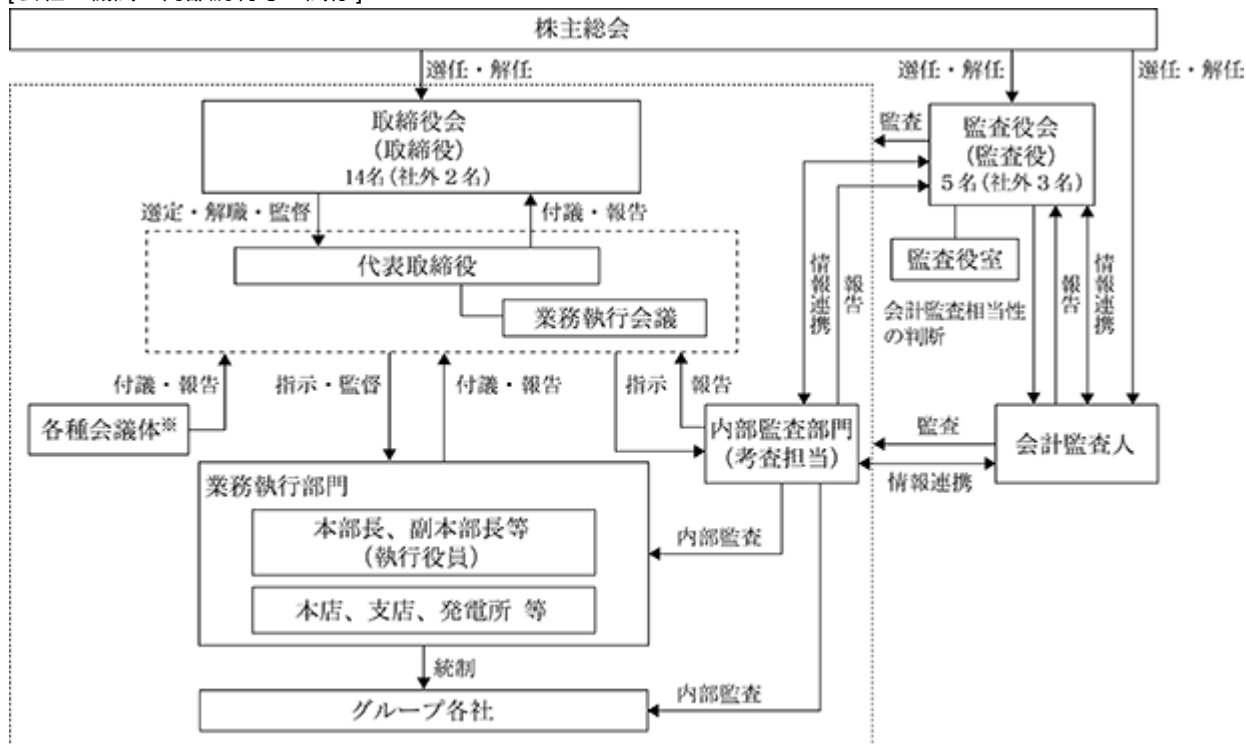 株主総会
選任・解任
選任・解任
選任・解任
取締役会
(取締役)
14名(社外2名)
監査
監査役会
(監査役)
5名(社外3名)
選定・解職・監督
付議・報告
監査役室
代表取締役
業務執行会議
情報連携
報告
会計監査相当性
の判断
報告
情報連携
付議・報告
指示・監督
付議・報告
指示
報告
各種会議体※
内部監査部門
(考査担当)
監査
情報連携
会計監査人
業務執行部門
本部長、副本部長等
(執行役員)
内部監査
本店、支店、発電所 等
統制
内部監査
グループ各社